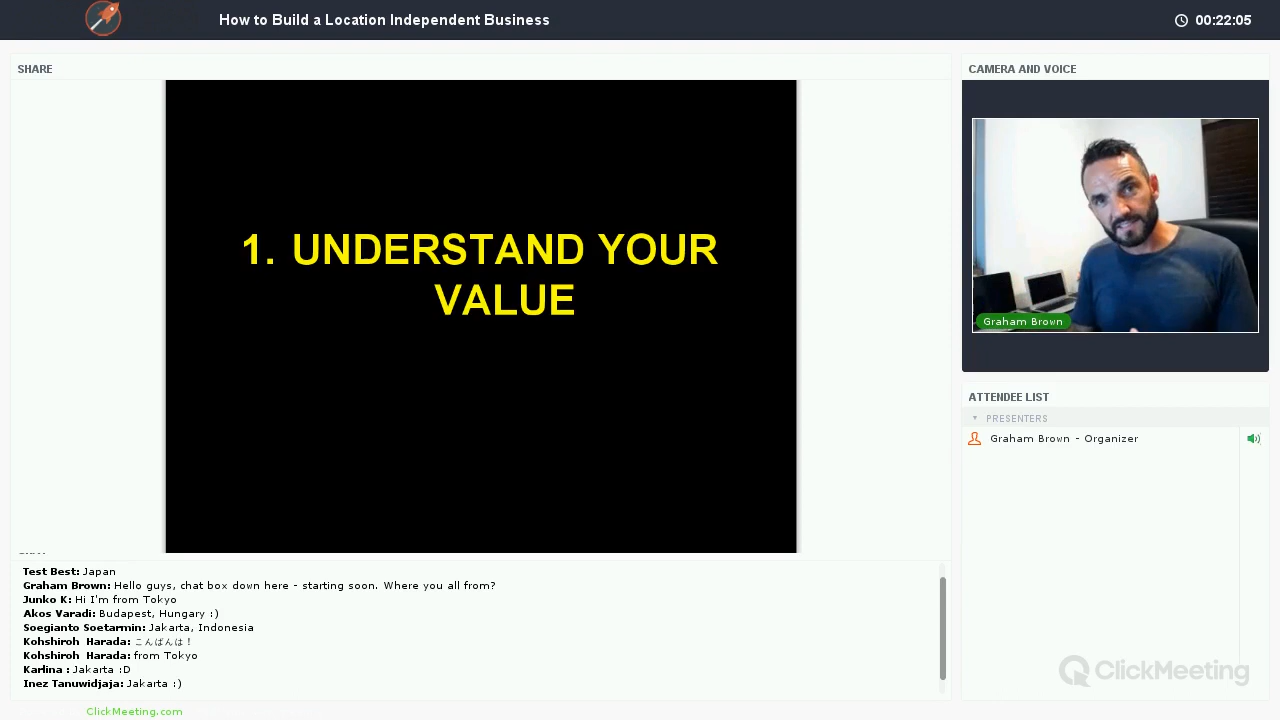 How to Build a Location Independent Business
00:22:05
SHARE
1. UNDERSTAND YOUR
VALUE
CAMERA AND VOICE
Graham Brown
ATTENDEE LIST
PRESENTERS
Graham Brown - Organizer
Test Best: Japan
Graham Brown: Hello guys, chat box down here - starting soon. Where you all from?
Junko K: Hi I'm from Tokyo
Akos Varadi: Budapest, Hungary :)
Soegianto Soetarmin: Jakarta, Indonesia
Kohshiroh Harada: こんばんは！
Kohshiroh Harada: from Tokyo
Karlina : Jakarta :D
Inez Tanuwidjaja: Jakarta :)
ClickMeeting
ClickMeeting.com